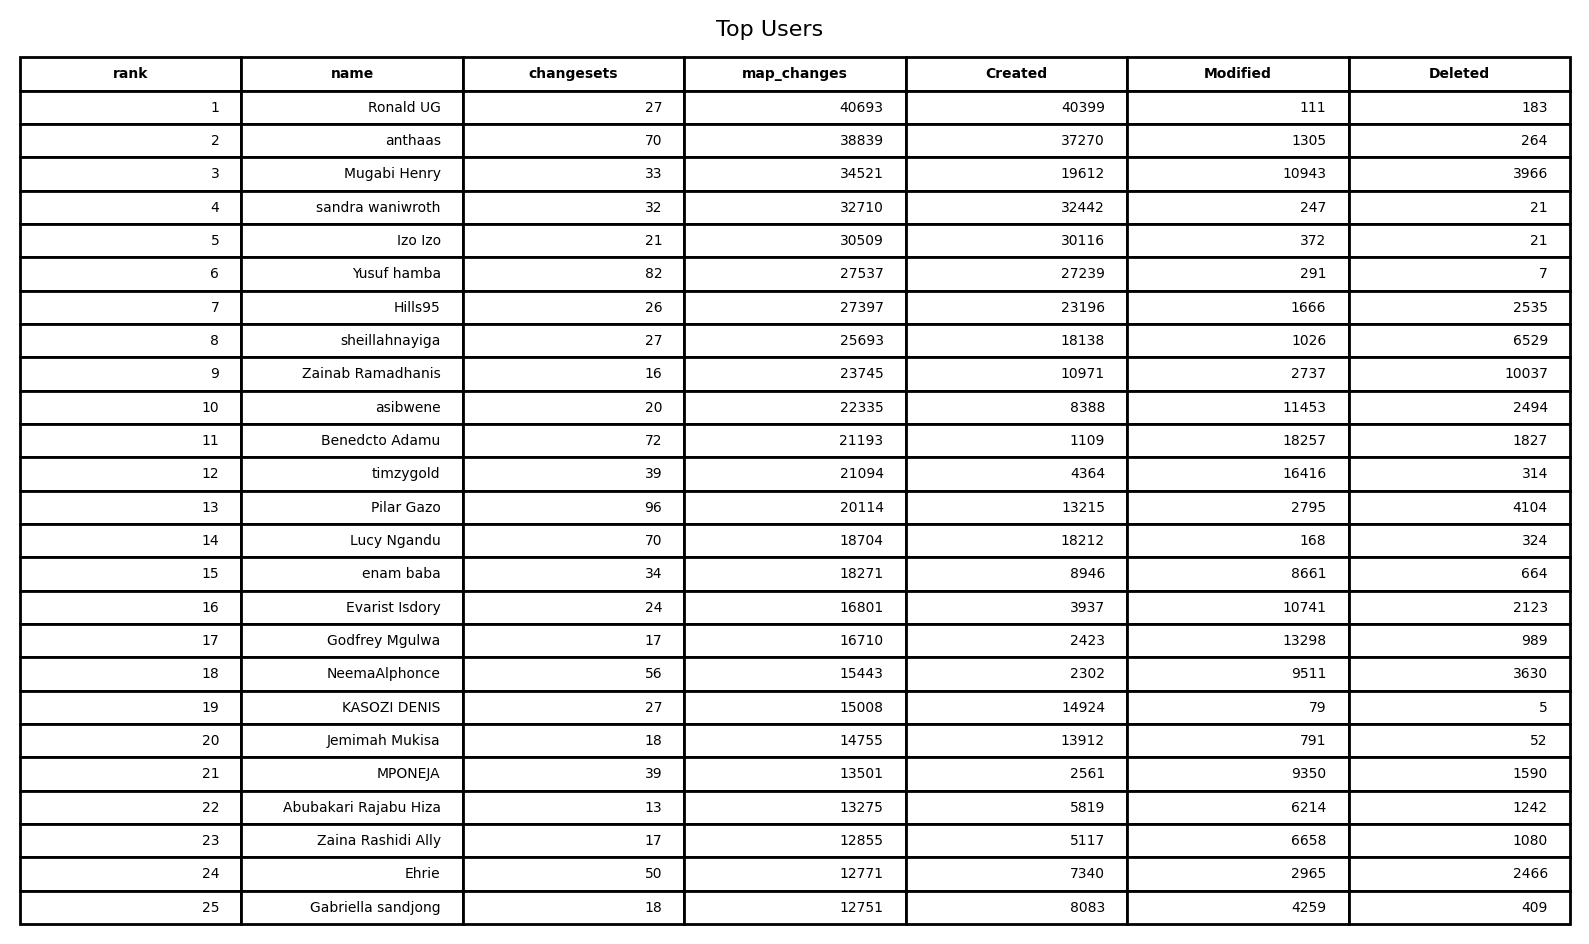 Top Users
rank name changesets map_changes Created Modified Deleted
1 Ronald UG 27 40693 40399 111 183
2 anthaas 70 38839 37270 1305 264
3 Mugabi Henry 33 34521 19612 10943 3966
4 sandra waniwroth 32 32710 32442 247 21
5 Izo Izo 21 30509 30116 372 21
6 Yusuf hamba 82 27537 27239 291 7
7 Hills95 26 27397 23196 1666 2535
8 sheillahnayiga 27 25693 18138 1026 6529
9 Zainab Ramadhanis 16 23745 10971 2737 10037
10 asibwene 20 22335 8388 11453 2494
11 Benedcto Adamu 72 21193 1109 18257 1827
12 timzygold 39 21094 4364 16416 314
13 Pilar Gazo 96 20114 13215 2795 4104
14 Lucy Ngandu 70 18704 18212 168 324
15 enam baba 34 18271 8946 8661 664
16 Evarist Isdory 24 16801 3937 10741 2123
17 Godfrey Mgulwa 17 16710 2423 13298 989
18 NeemaAlphonce 56 15443 2302 9511 3630
19 KASOZI DENIS 27 15008 14924 79 5
20 Jemimah Mukisa 18 14755 13912 791 52
21 MPONEJA 39 13501 2561 9350 1590
22 Abubakari Rajabu Hiza 13 13275 5819 6214 1242
23 Zaina Rashidi Ally 17 12855 5117 6658 1080
24 Ehrie 50 12771 7340 2965 2466
25 Gabriella sandjong 18 12751 8083 4259 409